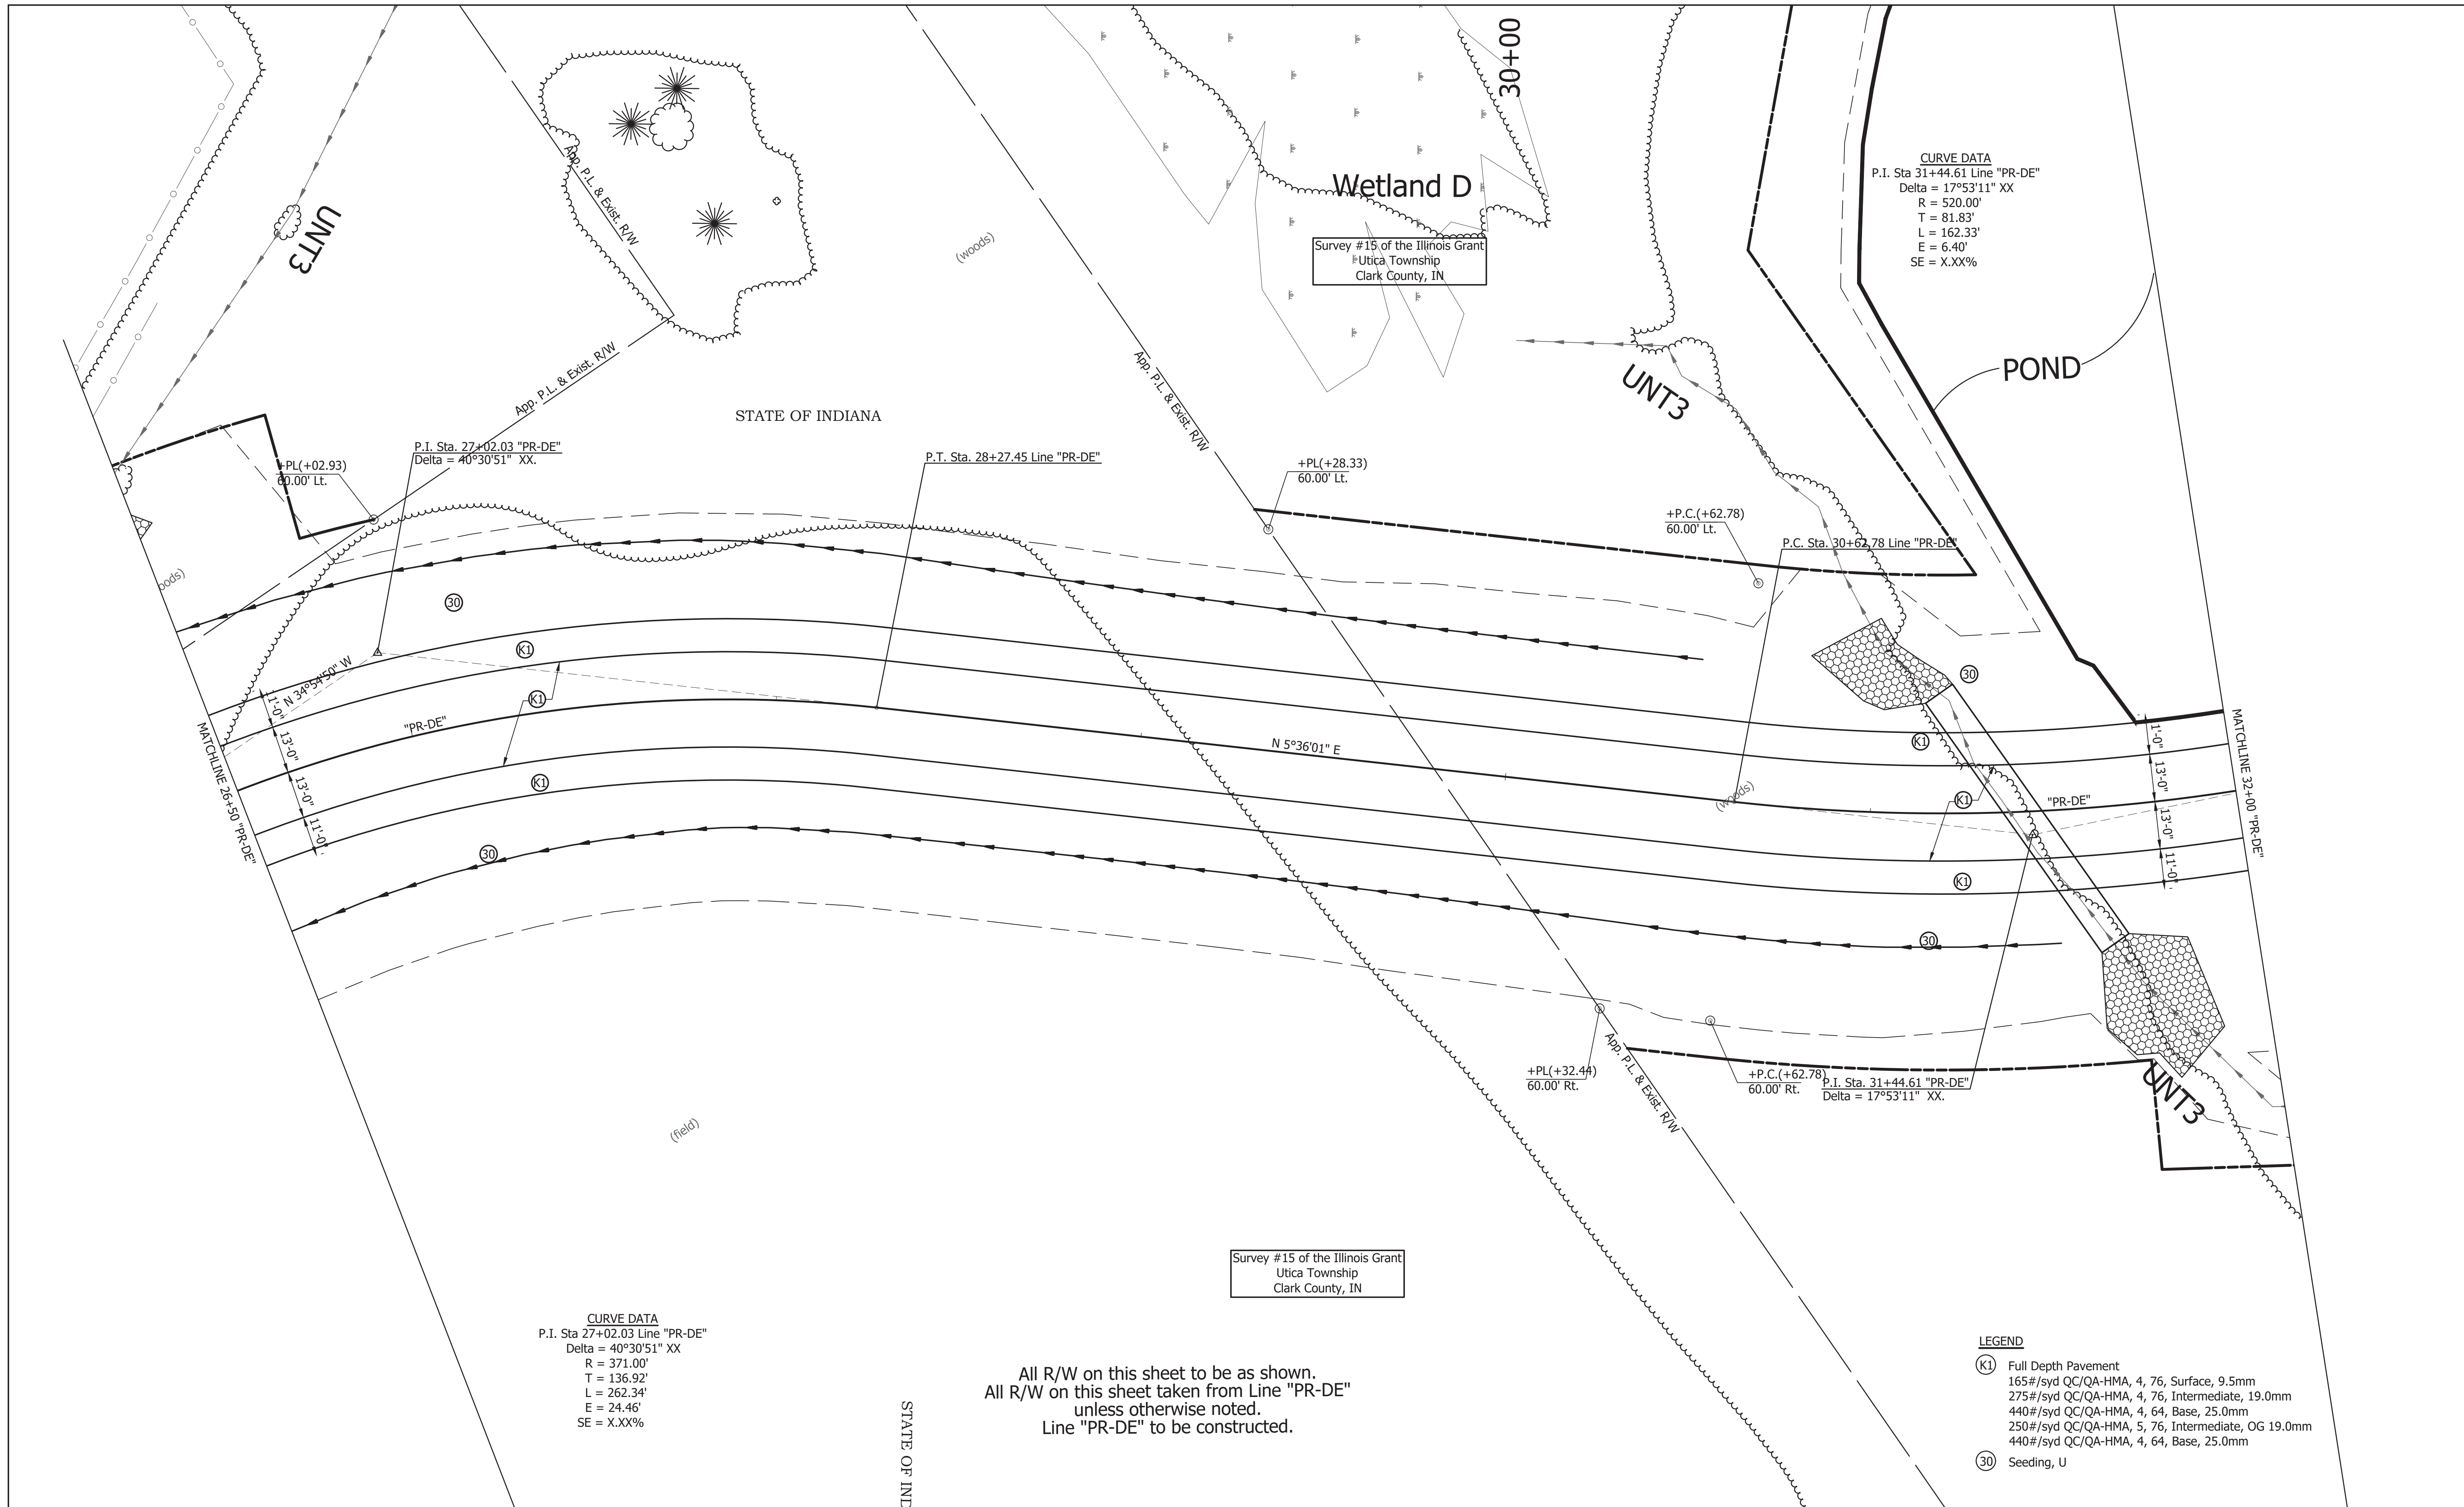 30+00
UNT3
App. P.L. & Exist. R/W
Wetland D
CURVE DATA
P.I. Sta 31+44.61 Line "PR-DE"
Delta = 17°53'11" XX
R = 520.00'
T = 81.83'
L = 162.33'
E = 6.40'
SE = X.XX%
(woods)
Survey #15 of the Illinois Grant
Utica Township
Clark County, IN
App. P.L. & Exist. R/W
App. P.L. & Exist. R/W
UNT3
POND
STATE OF INDIANA
P.I. Sta. 27+02.03 "PR-DE"
Delta = 40°30'51" XX.
+PL(+02.93)
60.00' Lt.
P.T. Sta. 28+27.45 Line "PR-DE"
+PL(+28.33)
60.00' Lt.
+P.C.(+62.78)
60.00' Lt.
P.C. Sta. 30+62.78 Line "PR-DE"
oods)
30
K1
K1
N 34°54'50" W
30
1'-0"
13'-0"
13'-0"
11'-0"
"PR-DE"
MATCHLINE 26+50 "PR-DE"
K1
30
N 5°36'01" E
K1
(woods)
K1
"PR-DE"
1'-0"
13'-0"
13'-0"
11'-0"
MATCHLINE 32+00 "PR-DE"
K1
30
+PL(+32.44)
60.00' Rt.
App. P.L. & Exist. R/W
+P.C.(+62.78)
60.00' Rt.
P.I. Sta. 31+44.61 "PR-DE"
Delta = 17°53'11" XX.
UNT3
(field)
Survey #15 of the Illinois Grant
Utica Township
Clark County, IN
CURVE DATA
P.I. Sta 27+02.03 Line "PR-DE"
Delta = 40°30'51" XX
R = 371.00'
T = 136.92'
L = 262.34'
E = 24.46'
SE = X.XX%
All R/W on this sheet to be as shown.
All R/W on this sheet taken from Line "PR-DE"
unless otherwise noted.
Line "PR-DE" to be constructed.
STATE OF IND
LEGEND
K1 Full Depth Pavement
165#/syd QC/QA-HMA, 4, 76, Surface, 9.5mm
275#/syd QC/QA-HMA, 4, 76, Intermediate, 19.0mm
440#/syd QC/QA-HMA, 4, 64, Base, 25.0mm
250#/syd QC/QA-HMA, 5, 76, Intermediate, OG 19.0mm
440#/syd QC/QA-HMA, 4, 64, Base, 25.0mm
30 Seeding, U